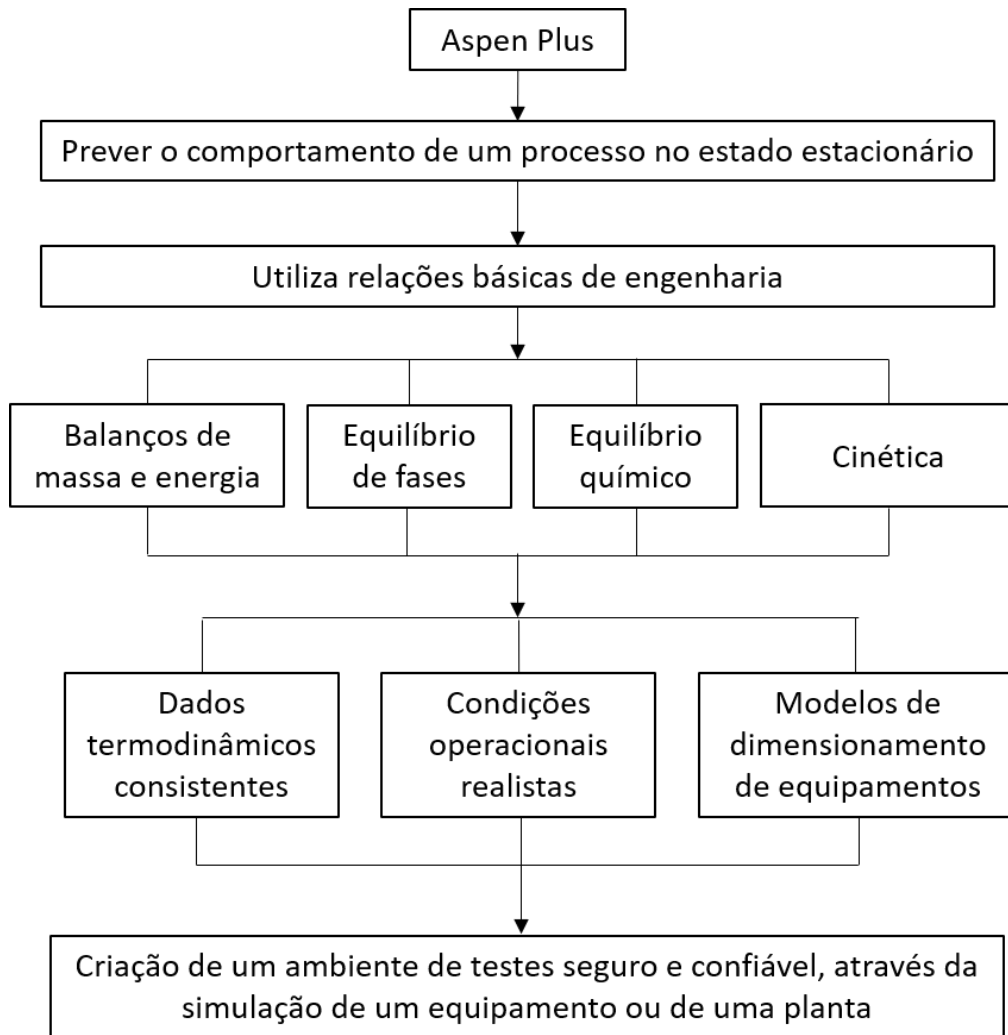 Aspen Plus
Prever o comportamento de um processo no estado estacionário
Utiliza relações básicas de engenharia
Balanços de
massa e energia
Equilíbrio
de fases
Equilíbrio
químico
Cinética
Dados
termodinâmicos
consistentes
Condições
operacionais
realistas
Modelos de
dimensionamento
de equipamentos
Criação de um ambiente de testes seguro e confiável, através da
simulação de um equipamento ou de uma planta